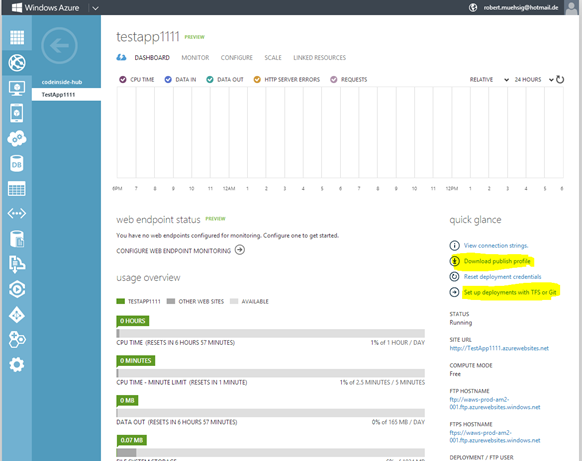 Windows Azure
robert.muehsig@hotmail.de
codeinside-hub
TestApp1111
DB
testapp1111 PREVIEW
DASHBOARD MONITOR CONFIGURE SCALE LINKED RESOURCES
CPU TIME DATA IN DATA OUT HTTP SERVER ERRORS REQUESTS RELATIVE 24 HOURS
6PM 7 8 9 10 11 12AM 1 2 3 4 5 6 7 8 9 10 11 12PM 1 2 3 4 5 6
web endpoint status PREVIEW
You have no web endpoints configured for monitoring. Configure one to get started.
CONFIGURE WEB ENDPOINT MONITORING
usage overview
TESTAPP1111 OTHER WEB SITES AVAILABLE
0 HOURS
CPU TIME (RESETS IN 6 HOURS 57 MINUTES) 1% of 1 HOUR / DAY
0 MINUTES
CPU TIME - MINUTE LIMIT (RESETS IN 1 MINUTE) 1% of 2.5 MINUTES / 5 MINUTES
0 MB
DATA OUT (RESETS IN 6 HOURS 57 MINUTES) 0% of 165 MB / DAY
0.07 MB
FILE SYSTEM STORAGE
quick glance
View connection strings.
Download publish profile
Reset deployment credentials
Set up deployments with TFS or Git
STATUS
Running
SITE URL
http://TestApp1111.azurewebsites.net
COMPUTE MODE
Free
FTP HOSTNAME
ftp://waws-prod-am2-
001.ftp.azurewebsites.windows.net
FTPS HOSTNAME
ftps://waws-prod-am2-
001.ftp.azurewebsites.windows.net
DEPLOYMENT / FTP USER